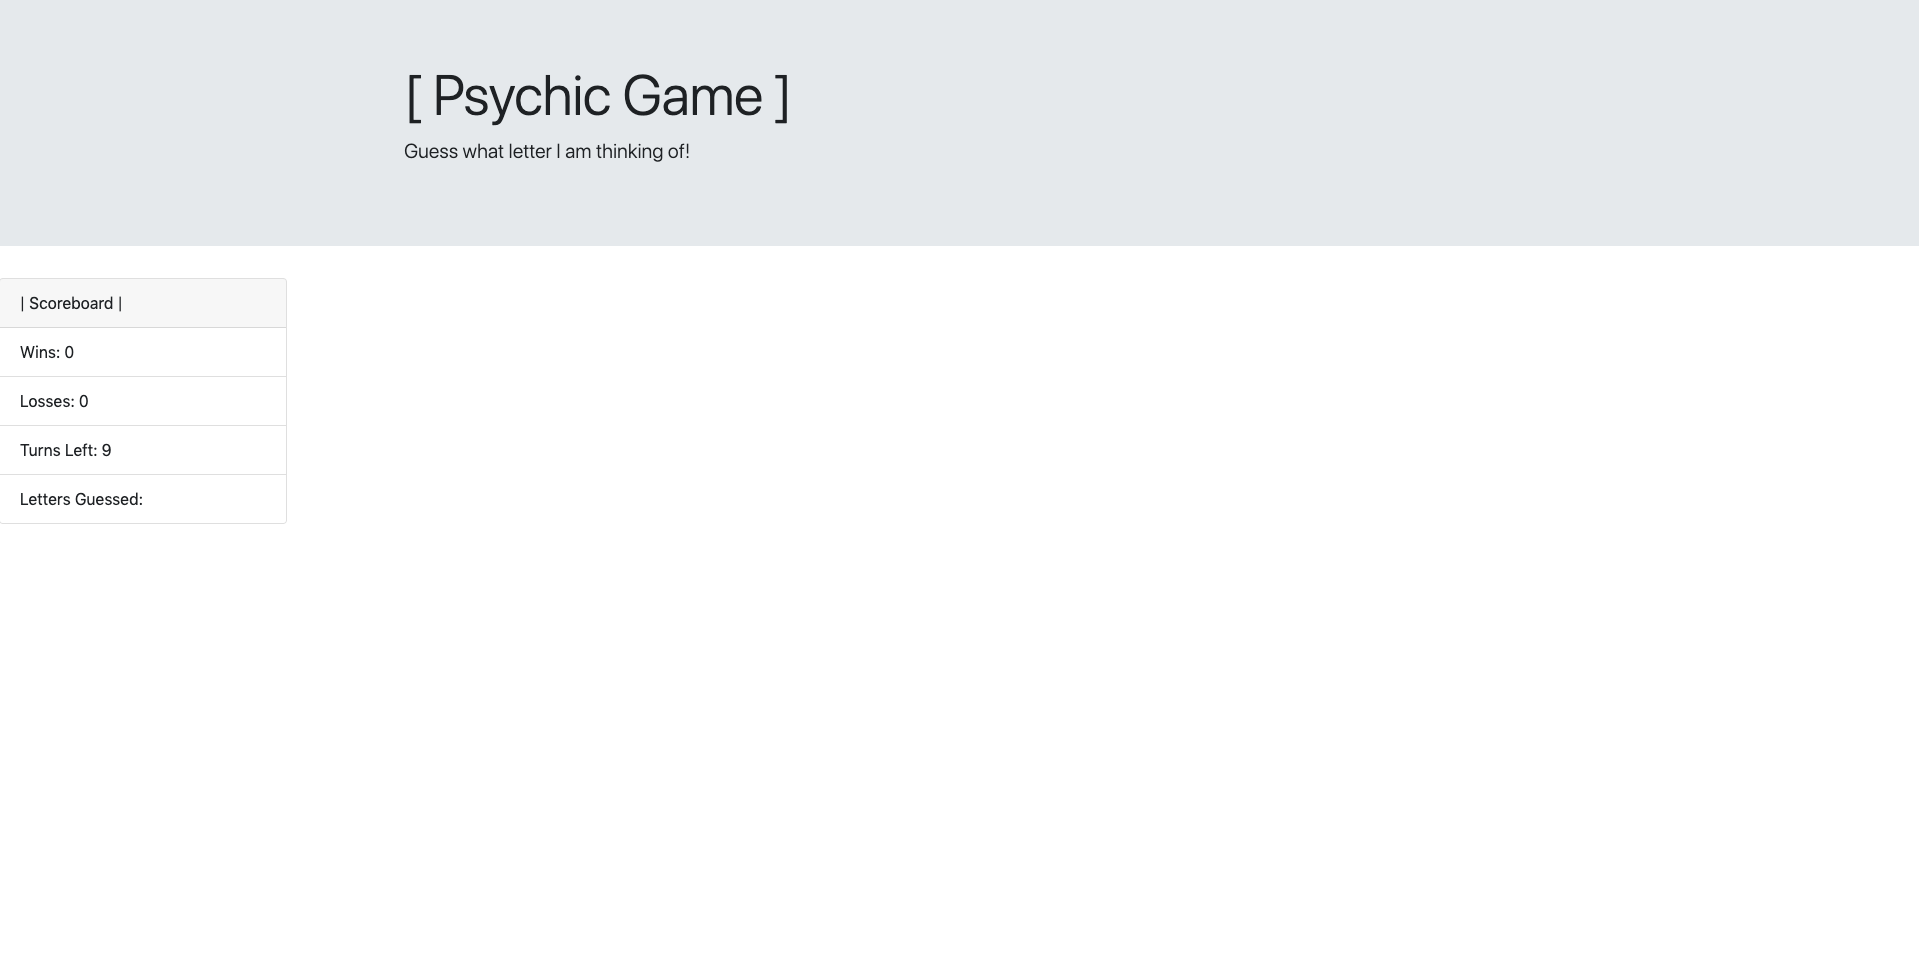 [ Psychic Game ]
Guess what letter I am thinking of!
| Scoreboard |
Wins: 0
Losses: 0
Turns Left: 9
Letters Guessed: